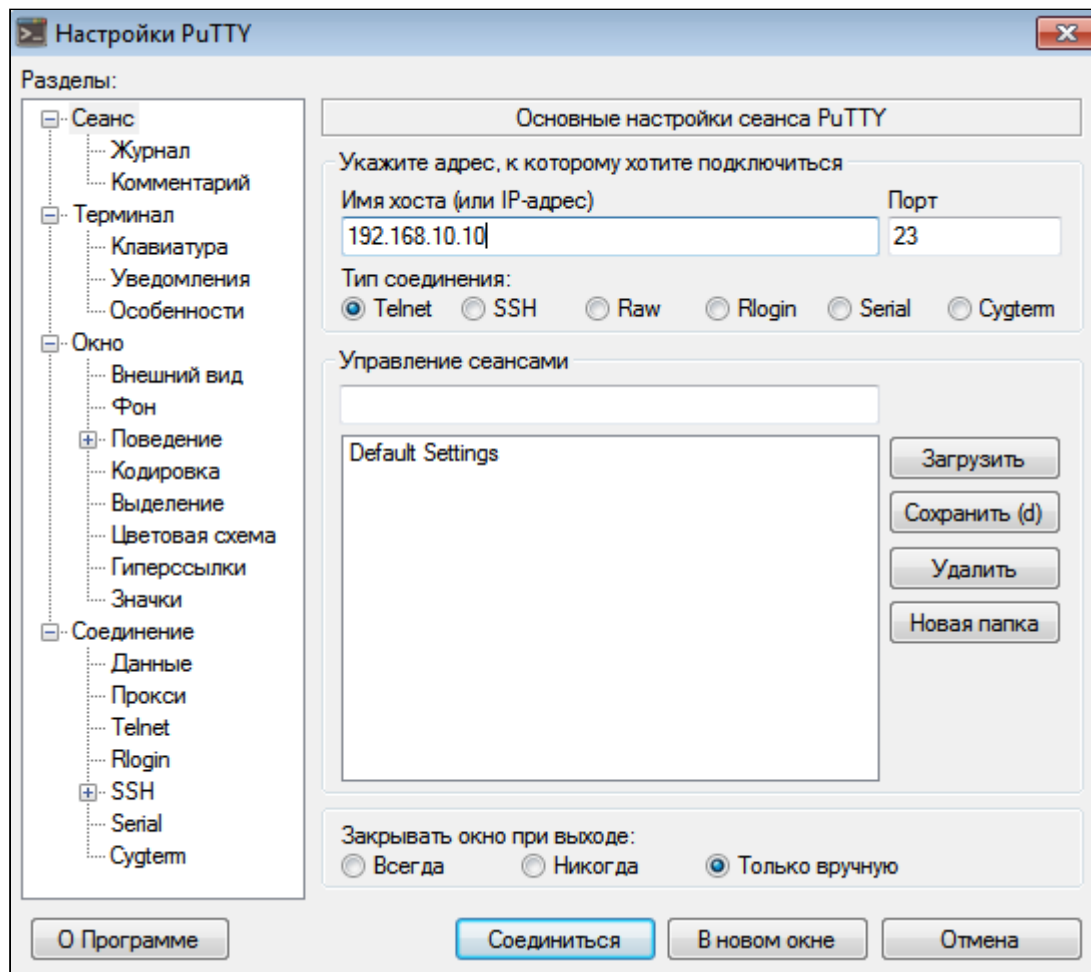 Настройки PuTTY
Разделы:
Сеанс
Журнал
Комментарий
Терминал
Клавиатура
Уведомления
Особенности
Окно
Внешний вид
Фон
Поведение
Кодировка
Выделение
Цветовая схема
Гиперссылки
Значки
Соединение
Данные
Прокси
Telnet
Rlogin
SSH
Serial
Cygterm
Основные настройки сеанса PuTTY
Укажите адрес, к которому хотите подключиться
Имя хоста (или IP-адрес) Порт
192.168.10.10 23
Тип соединения:
Telnet SSH Raw Rlogin Serial Cygterm
Управление сеансами
Default Settings
Загрузить
Сохранить (d)
Удалить
Новая папка
Закрывать окно при выходе:
Всегда Никогда Только вручную
О Программе Соединиться В новом окне Отмена